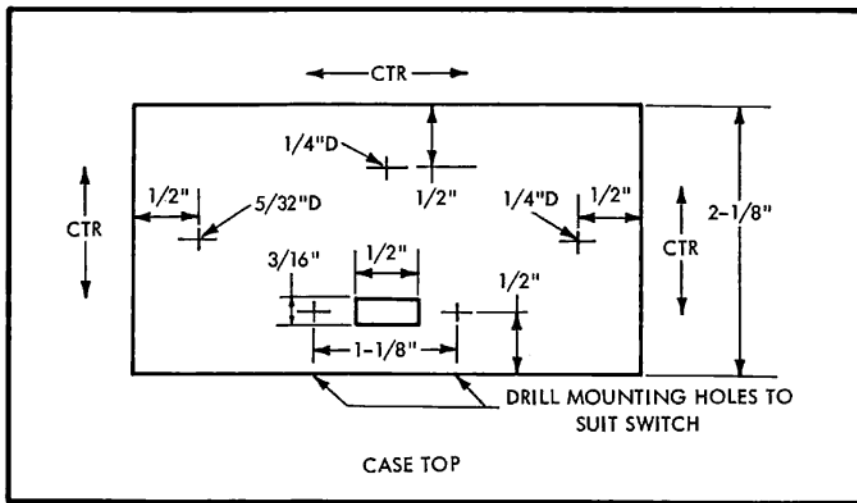 CTR
1/4"D
1/2"
1/2"
5/32"D
1/4"D
1/2"
2-1/8"
CTR
CTR
3/16"
1/2"
1/2"
1-1/8"
DRILL MOUNTING HOLES TO
SUIT SWITCH
CASE TOP